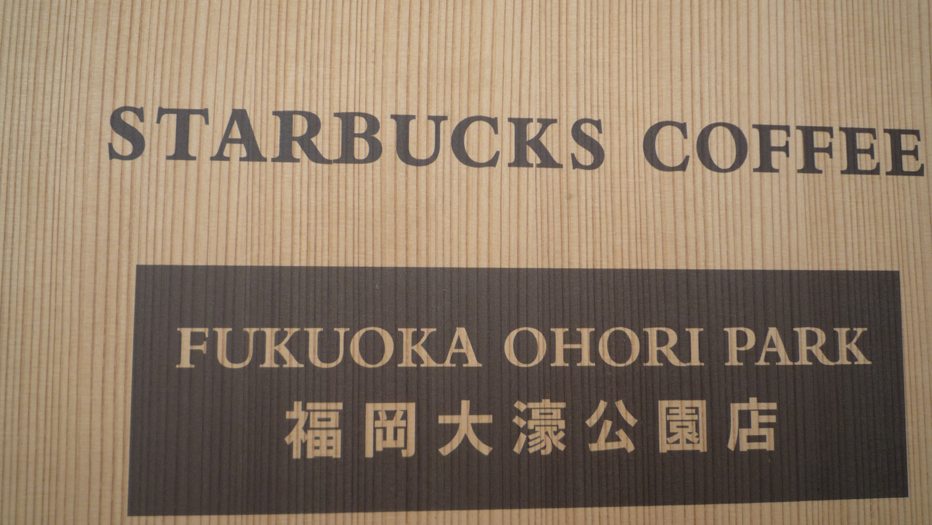 STARBUCKS COFFEE
FUKUOKA OHORI PARK
福岡大濠公園店